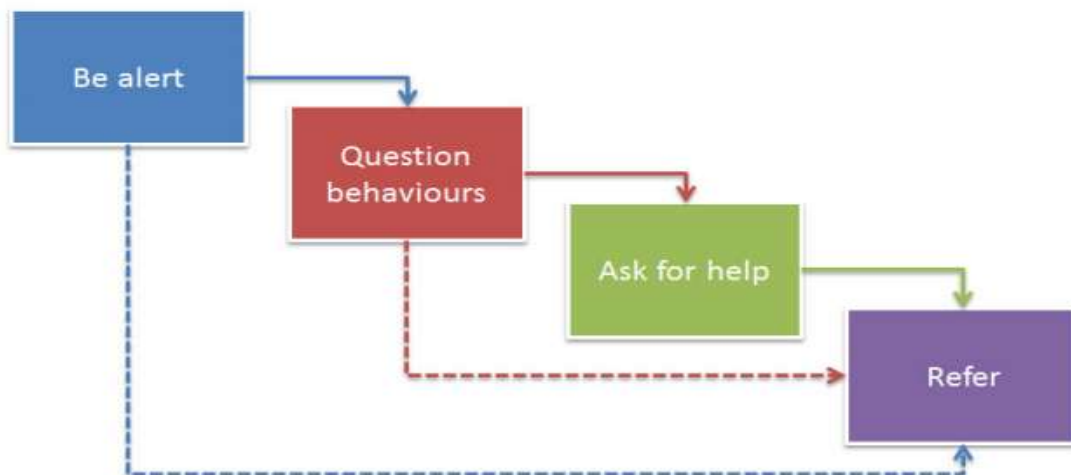 Be alert
Question
behaviours
Ask for help
Refer